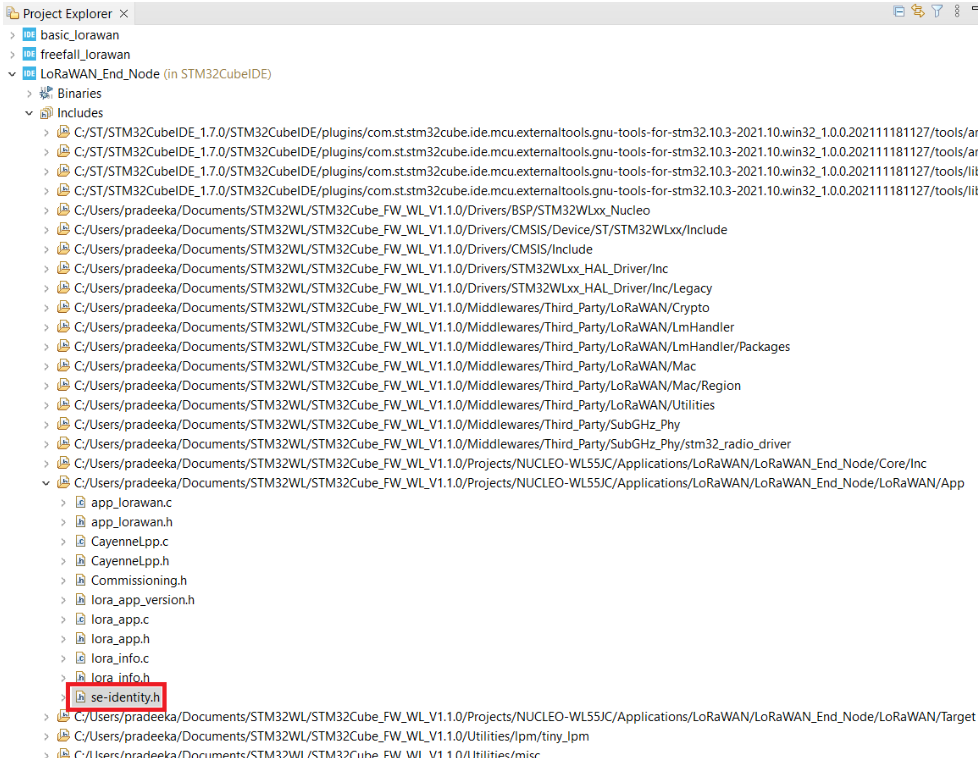 Project Explorer
basic_lorawan
freefall_lorawan
IDE LoRaWAN_End_Node (in STM32CubeIDE)
Binaries
Includes
C:/ST/STM32CubeIDE_1.7.0/STM32CubeIDE/plugins/com.st.stm32cube.ide.mcu.externaltools.gnu-tools-for-stm32.10.3-2021.10.win32_1.0.0.202111181127/tools/ar
C:/ST/STM32CubeIDE_1.7.0/STM32CubeIDE/plugins/com.st.stm32cube.ide.mcu.externaltools.gnu-tools-for-stm32.10.3-2021.10.win32_1.0.0.202111181127/tools/ar
C:/ST/STM32CubeIDE_1.7.0/STM32CubeIDE/plugins/com.st.stm32cube.ide.mcu.externaltools.gnu-tools-for-stm32.10.3-2021.10.win32_1.0.0.202111181127/tools/lib
C:/ST/STM32CubeIDE_1.7.0/STM32CubeIDE/plugins/com.st.stm32cube.ide.mcu.externaltools.gnu-tools-for-stm32.10.3-2021.10.win32_1.0.0.202111181127/tools/lib
C:/Users/pradeeka/Documents/STM32WL/STM32Cube_FW_WL_V1.1.0/Drivers/BSP/STM32WLxx_Nucleo
C:/Users/pradeeka/Documents/STM32WL/STM32Cube_FW_WL_V1.1.0/Drivers/CMSIS/Device/ST/STM32WLxx/Include
C:/Users/pradeeka/Documents/STM32WL/STM32Cube_FW_WL_V1.1.0/Drivers/CMSIS/Include
C:/Users/pradeeka/Documents/STM32WL/STM32Cube_FW_WL_V1.1.0/Drivers/STM32WLxx_HAL_Driver/Inc
C:/Users/pradeeka/Documents/STM32WL/STM32Cube_FW_WL_V1.1.0/Drivers/STM32WLxx_HAL_Driver/Inc/Legacy
C:/Users/pradeeka/Documents/STM32WL/STM32Cube_FW_WL_V1.1.0/Middlewares/Third_Party/LoRaWAN/Crypto
C:/Users/pradeeka/Documents/STM32WL/STM32Cube_FW_WL_V1.1.0/Middlewares/Third_Party/LoRaWAN/LmHandler
C:/Users/pradeeka/Documents/STM32WL/STM32Cube_FW_WL_V1.1.0/Middlewares/Third_Party/LoRaWAN/LmHandler/Packages
C:/Users/pradeeka/Documents/STM32WL/STM32Cube_FW_WL_V1.1.0/Middlewares/Third_Party/LoRaWAN/Mac
C:/Users/pradeeka/Documents/STM32WL/STM32Cube_FW_WL_V1.1.0/Middlewares/Third_Party/LoRaWAN/Mac/Region
C:/Users/pradeeka/Documents/STM32WL/STM32Cube_FW_WL_V1.1.0/Middlewares/Third_Party/LoRaWAN/Utilities
C:/Users/pradeeka/Documents/STM32WL/STM32Cube_FW_WL_V1.1.0/Middlewares/Third_Party/SubGHz_Phy
C:/Users/pradeeka/Documents/STM32WL/STM32Cube_FW_WL_V1.1.0/Middlewares/Third_Party/SubGHz_Phy/stm32_radio_driver
C:/Users/pradeeka/Documents/STM32WL/STM32Cube_FW_WL_V1.1.0/Projects/NUCLEO-WL55JC/Applications/LoRaWAN/LoRaWAN_End_Node/Core/Inc
C:/Users/pradeeka/Documents/STM32WL/STM32Cube_FW_WL_V1.1.0/Projects/NUCLEO-WL55JC/Applications/LoRaWAN/LoRaWAN_End_Node/LoRaWAN/App
app_lorawan.c
app_lorawan.h
CayenneLpp.c
CayenneLpp.h
Commissioning.h
lora_app_version.h
lora_app.c
lora_app.h
lora_info.c
lora_info.h
se-identity.h
C:/Users/pradeeka/Documents/STM32WL/STM32Cube_FW_WL_V1.1.0/Projects/NUCLEO-WL55JC/Applications/LoRaWAN/LoRaWAN_End_Node/LoRaWAN/Target
C:/Users/pradeeka/Documents/STM32WL/STM32Cube_FW_WL_V1.1.0/Utilities/lpm/tiny_lpm
C:/Users/pradeeka/Documents/STM32WL/STM32Cube_FW_WL_V1.1.0/Utilities/misc